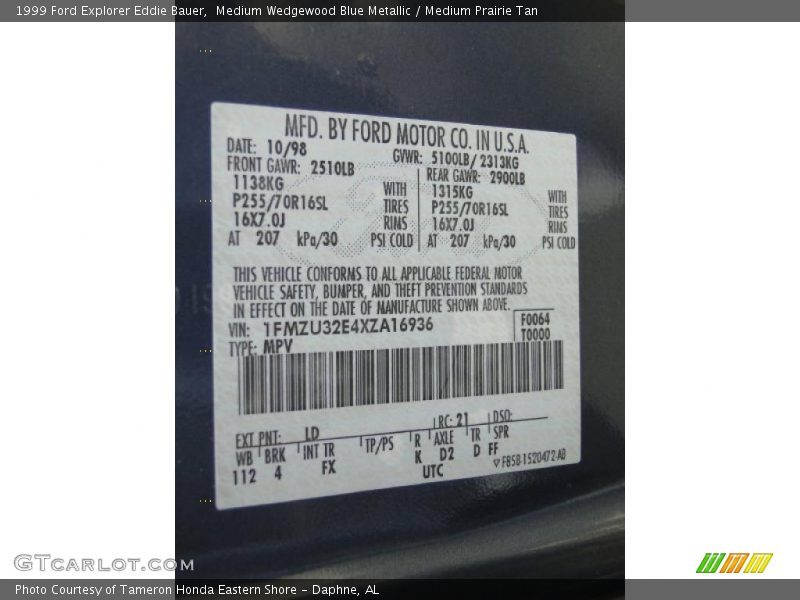 1999 Ford Explorer Eddie Bauer, Medium Wedgewood Blue Metallic / Medium Prairie Tan
MFD. BY FORD MOTOR CO. IN U.S.A.
DATE: 10/98 GVWR: 5100LB/ 2313KG
FRONT GAWR: 2510LB REAR GAWR: 2900LB
1138KG WITH 1315KG WITH
P255/70R16SL TIRES P255/70R16SL TIRES
16X7.0J RIMS 16X7.0J RIMS
AT 207 kPa/30 PSI COLD AT 207 kPa/30 PSI COLD
THIS VEHICLE CONFORMS TO ALL APPLICABLE FEDERAL MOTOR
VEHICLE SAFETY, BUMPER, AND THEFT PREVENTION STANDARDS
IN EFFECT ON THE DATE OF MANUFACTURE SHOWN ABOVE.
VIN: 1FMZU32E4XZA16936 F0064
TYPE: MPV T0000
EXT PNT: LD RC: 21 DSO:
WB BRK INT TR TP/PS R AXLE TR SPR
112 4 FX K D2 D FF
UTC F85B-1520472-AB
GTCARLOT.COM
Photo Courtesy of Tameron Honda Eastern Shore - Daphne, AL